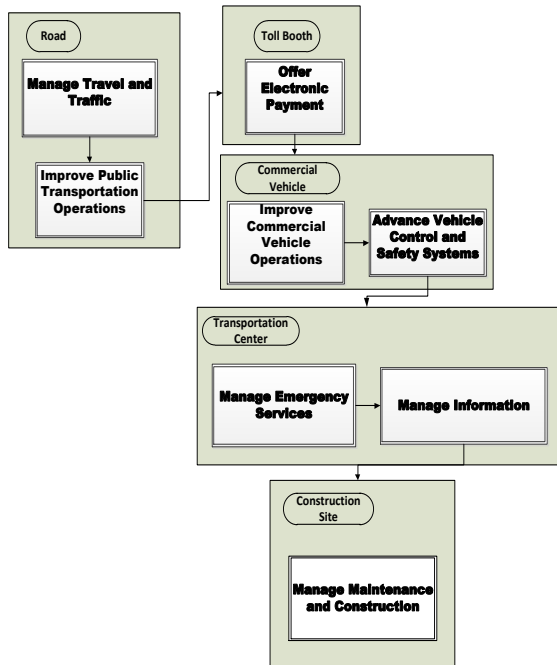 Road
Manage Travel and
Traffic
Improve Public
Transportation
Operations
Toll Booth
Offer
Electronic
Payment
Commercial
Vehicle
Improve
Commercial
Vehicle
Operations
Advance Vehicle
Control and
Safety Systems
Transportation
Center
Manage Emergency
Services
Manage Information
Construction
Site
Manage Maintenance
and Construction